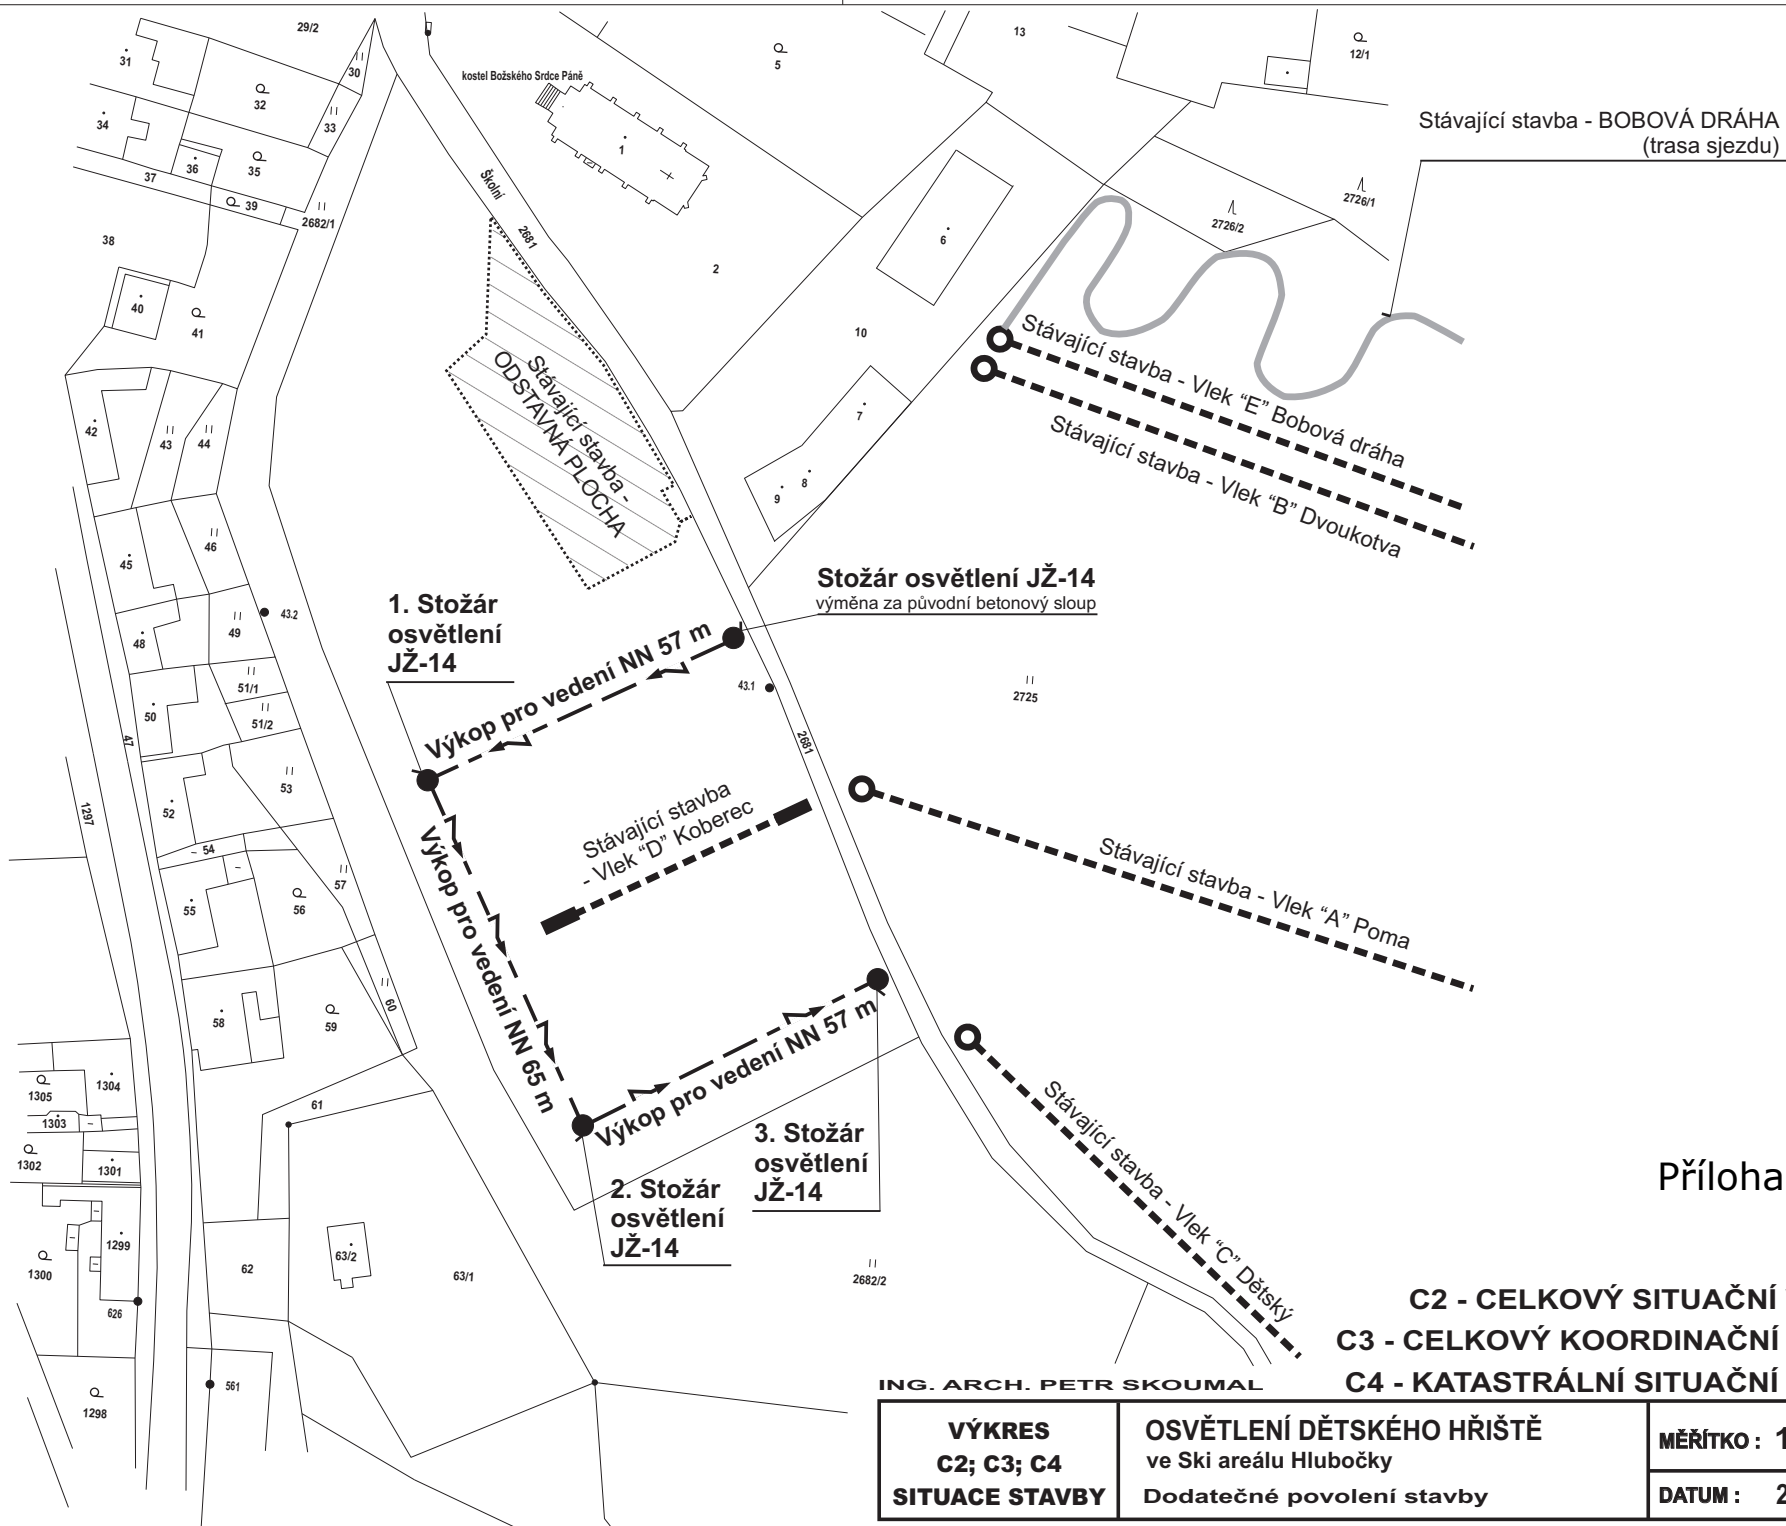 29/2
13
31
30
32
33
34
35
36
37
39
2682/1
38
40
41
kostel Božského Srdce Páně
5
12/1
1
Školní
2681
2
6
10
7
8
9
2726/2
2726/1
Stávající stavba - BOBOVÁ DRÁHA
(trasa sjezdu)
Stávající stavba - Vlek “E” Bobová dráha
Stávající stavba - Vlek “B” Dvoukotva
Stávající stavba -
ODSTAVNÁ PLOCHA
42
43
44
45
46
48
49
43.2
51/1
50
51/2
47
53
52
54
1297
57
55
56
60
58
59
1. Stožár
osvětlení
JŽ-14
Stožár osvětlení JŽ-14
výměna za původní betonový sloup
Výkop pro vedení NN 57 m
43.1
2681
2725
Stávající stavba
- Vlek “D” Koberec
Výkop pro vedení NN 65 m
Stávající stavba - Vlek “A” Poma
Výkop pro vedení NN 57 m
3. Stožár
osvětlení
JŽ-14
2. Stožár
osvětlení
JŽ-14
Stávající stavba - Vlek “C” Dětský
1304
1305
1303
1302
1301
1299
1300
626
1298
561
61
62
63/2
63/1
2682/2
Příloha
C2 - CELKOVÝ SITUAČNÍ
C3 - CELKOVÝ KOORDINAČNÍ
C4 - KATASTRÁLNÍ SITUAČNÍ
ING. ARCH. PETR SKOUMAL
VÝKRES
C2; C3; C4
SITUACE STAVBY
OSVĚTLENÍ DĚTSKÉHO HŘIŠTĚ
ve Ski areálu Hlubočky
Dodatečné povolení stavby
MĚŘÍTKO : 1
DATUM : 2